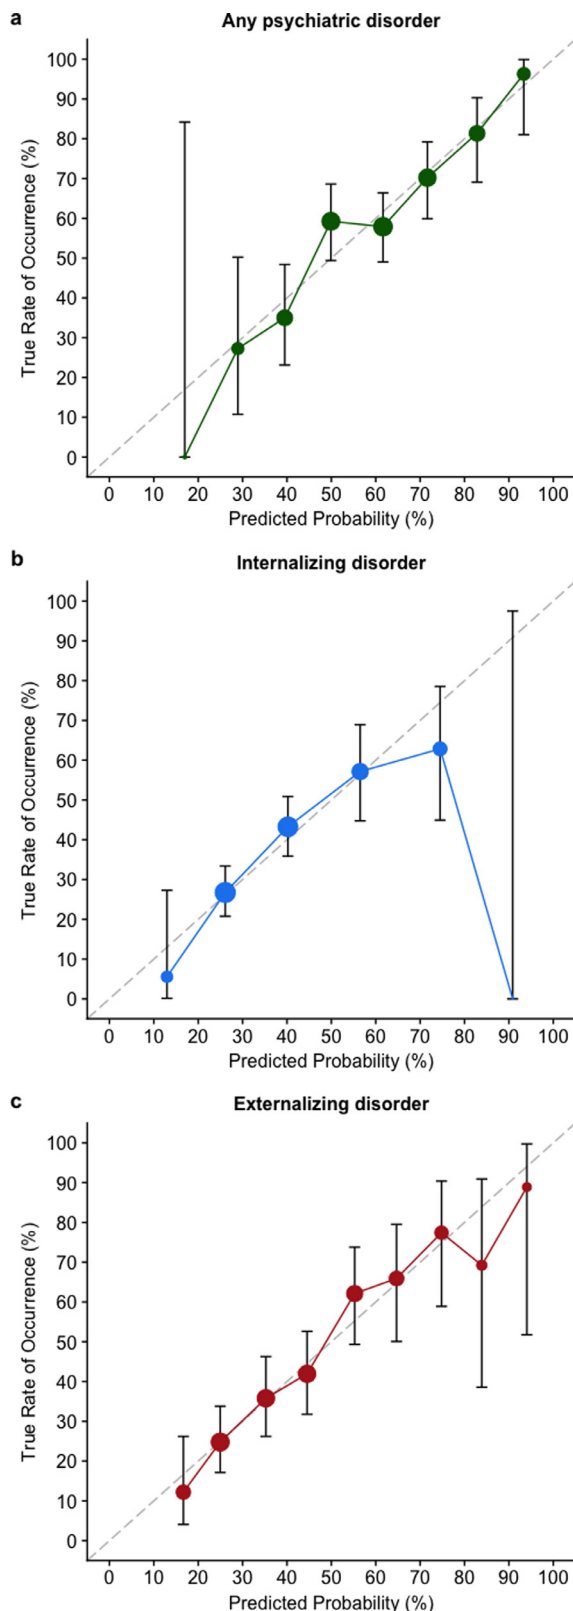 a
Any psychiatric disorder
True Rate of Occurrence (%)
100
90
80
70
60
50
40
30
20
10
0
0 10 20 30 40 50 60 70 80 90 100
Predicted Probability (%)
b
Internalizing disorder
True Rate of Occurrence (%)
100
90
80
70
60
50
40
30
20
10
0
0 10 20 30 40 50 60 70 80 90 100
Predicted Probability (%)
c
Externalizing disorder
True Rate of Occurrence (%)
100
90
80
70
60
50
40
30
20
10
0
0 10 20 30 40 50 60 70 80 90 100
Predicted Probability (%)